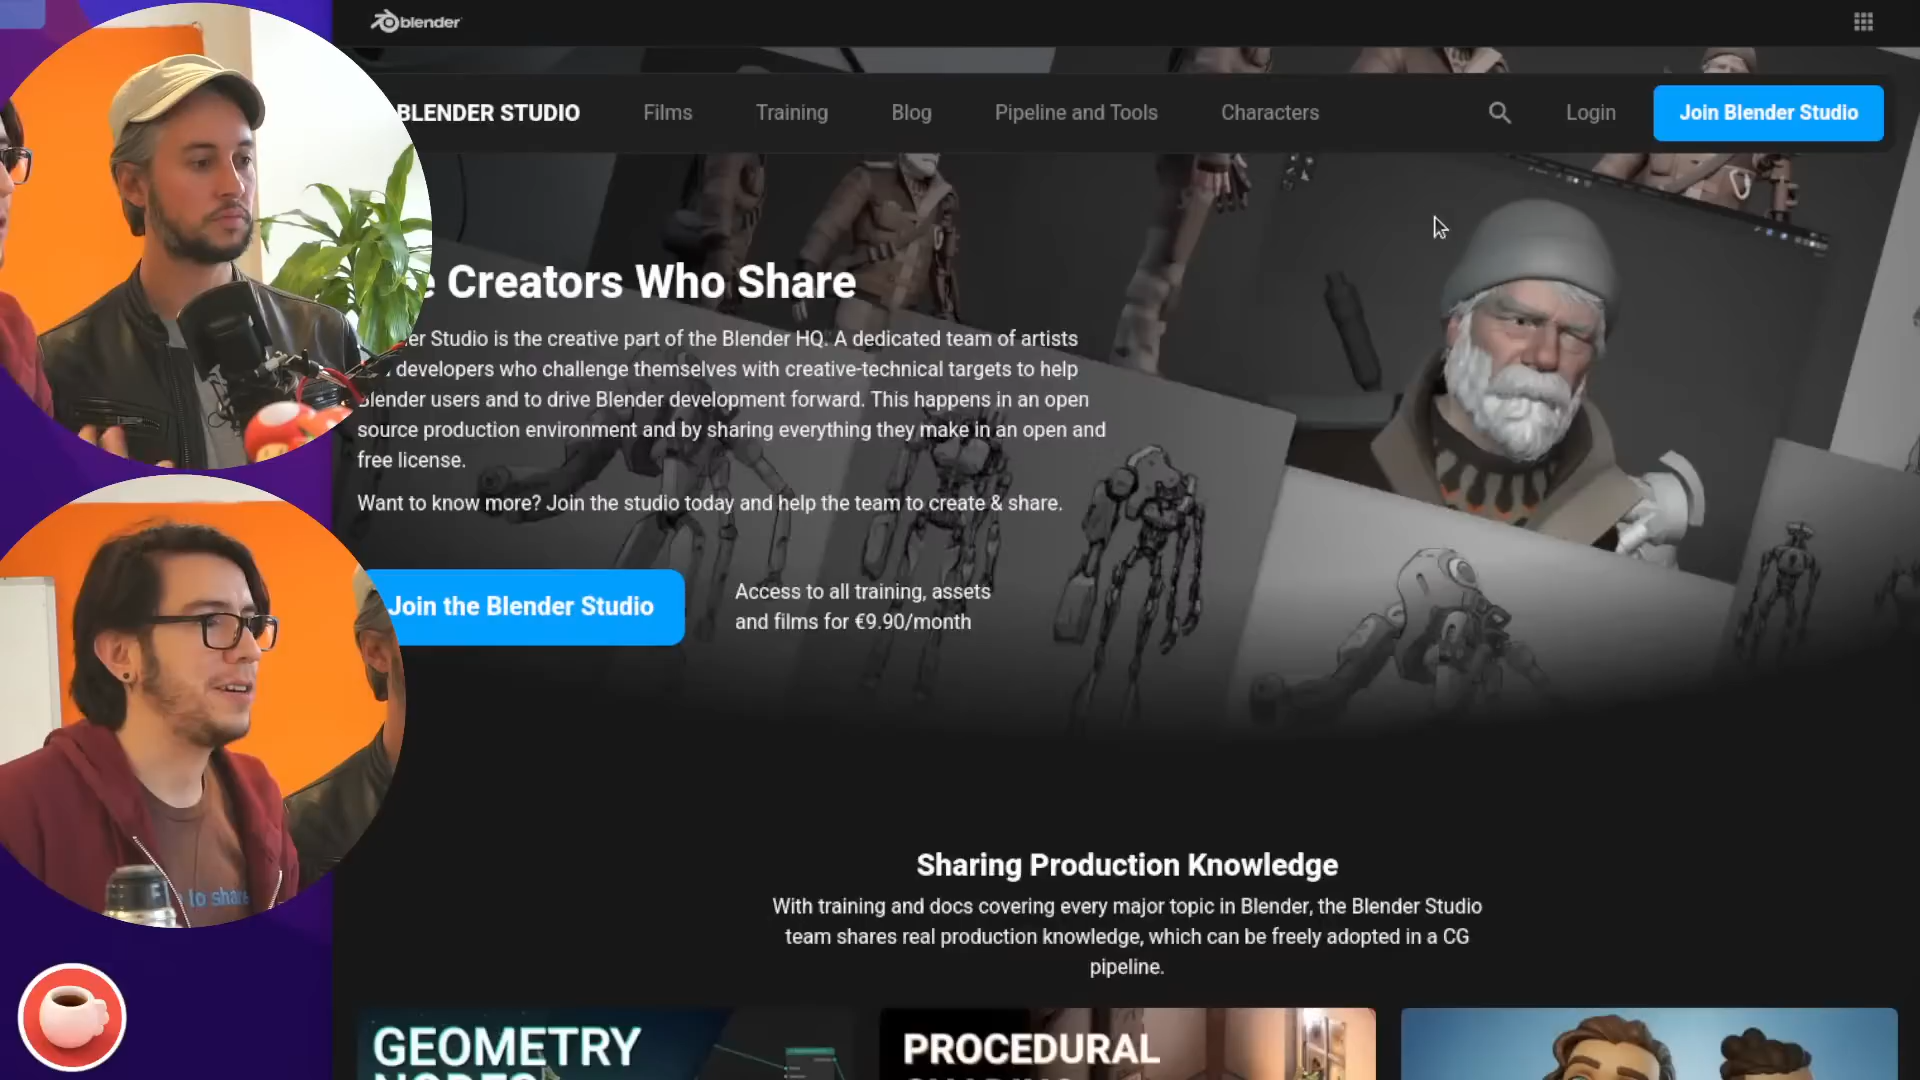 blender
BLENDER STUDIO
Films
Training
Blog
Pipeline and Tools
Characters
Login
Join Blender Studio
e Creators Who Share
er Studio is the creative part of the Blender HQ. A dedicated team of artists
developers who challenge themselves with creative-technical targets to help
Blender users and to drive Blender development forward. This happens in an open
source production environment and by sharing everything they make in an open and
free license.
Want to know more? Join the studio today and help the team to create & share.
Join the Blender Studio
Access to all training, assets
and films for €9.90/month
to share
Sharing Production Knowledge
With training and docs covering every major topic in Blender, the Blender Studio
team shares real production knowledge, which can be freely adopted in a CG
pipeline.
GEOMETRY
NODES
PROCEDURAL